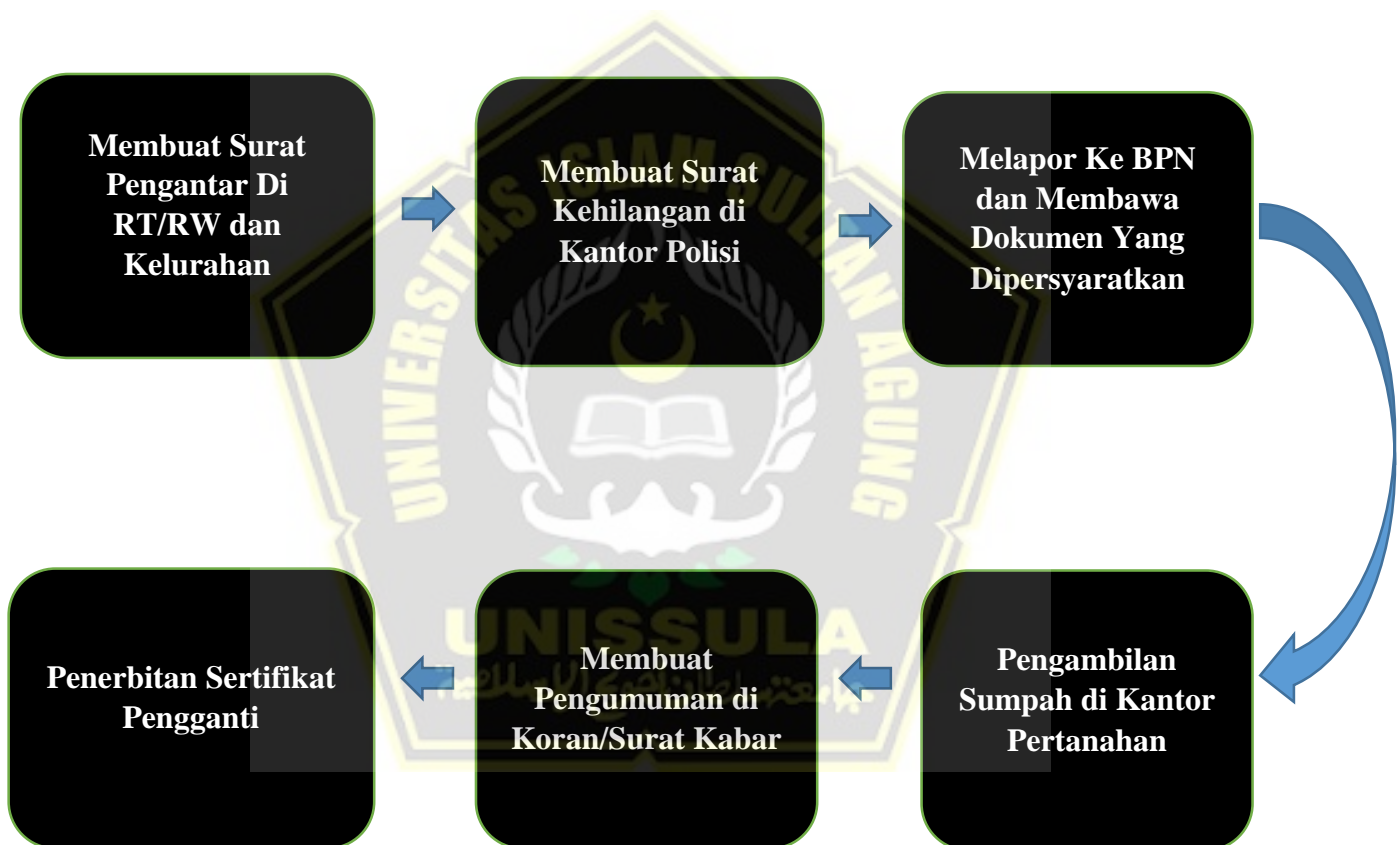 Membuat Surat
Pengantar Di
RT/RW dan
Kelurahan
Membuat Surat
Kehilangan di
Kantor Polisi
Melapor Ke BPN
dan Membawa
Dokumen Yang
Dipersyaratkan
Pengambilan
Sumpah di Kantor
Pertanahan
Membuat
Pengumuman di
Koran/Surat Kabar
Penerbitan Sertifikat
Pengganti
UNIVERSITAS ISLAM SULTAN AGUNG
UNISSULA